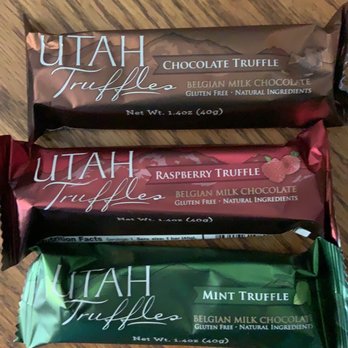 UTAH
Truffles
CHOCOLATE TRUFFLE
BELGIAN MILK CHOCOLATE
GLUTEN FREE · NATURAL INGREDIENTS
Net Wt. 1.4oz (40g)
UTAH
Truffles
RASPBERRY TRUFFLE
BELGIAN MILK CHOCOLATE
GLUTEN FREE · NATURAL INGREDIENTS
Net Wt. 1.4oz (40g)
Nutrition Facts
UTAH
Truffles
MINT TRUFFLE
BELGIAN MILK CHOCOLATE
GLUTEN FREE · NATURAL INGREDIENTS
Net Wt. 1.4oz (40g)